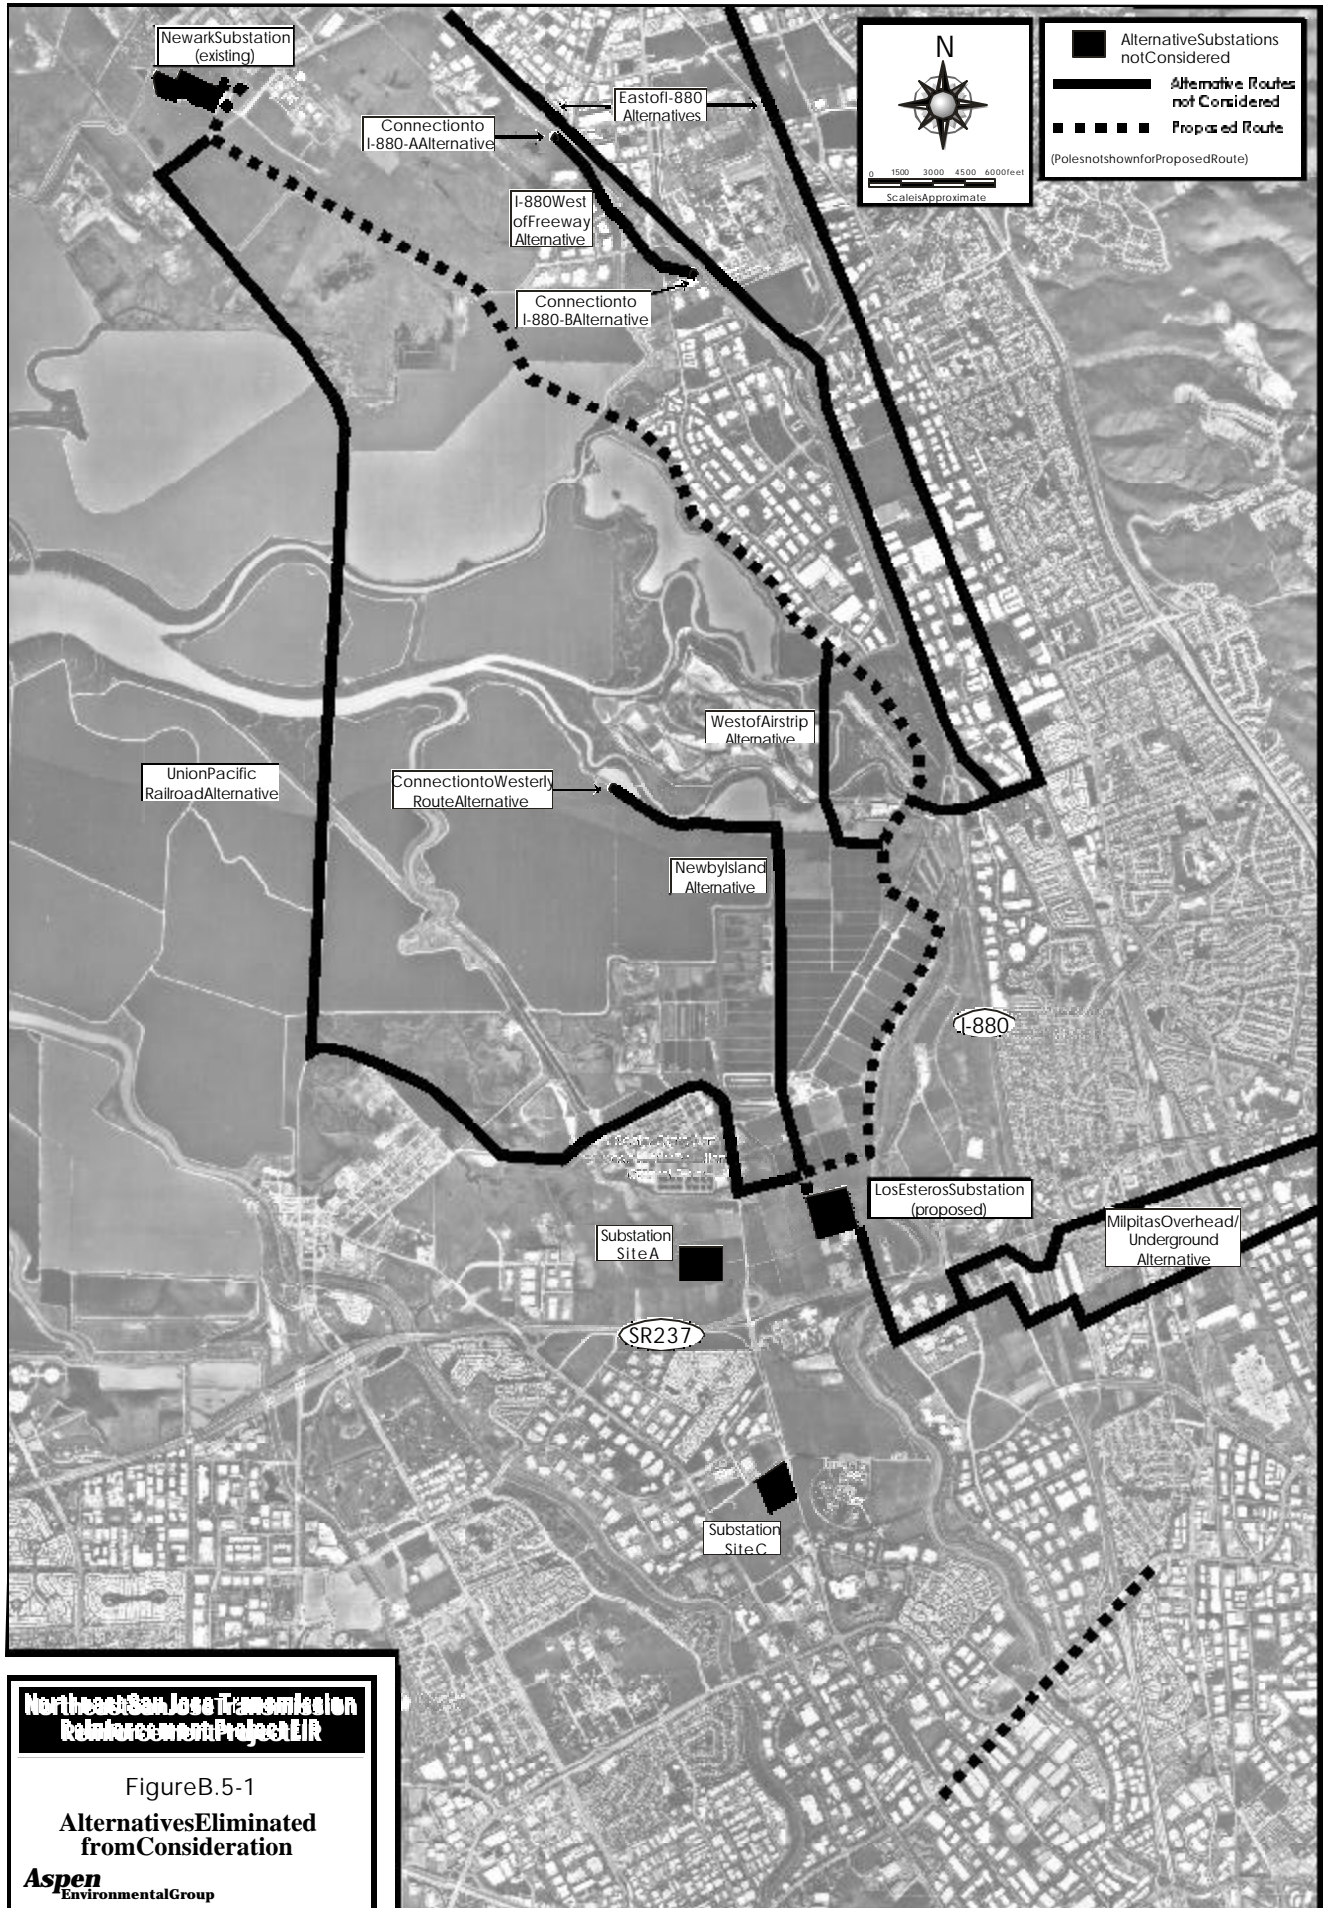 NewarkSubstation
(existing)
N
AlternativeSubstations
notConsidered
Alternative Routes
not Considered
Proposed Route
(PolesnotshownforProposedRoute)
0 1500 3000 4500 6000feet
ScaleisApproximate
EastofI-880
Alternatives
Connectionto
I-880-AAlternative
I-880West
ofFreeway
Alternative
Connectionto
I-880-BAlternative
WestofAirstrip
Alternative
UnionPacific
RailroadAlternative
ConnectiontoWesterly
RouteAlternative
NewbyIsland
Alternative
I-880
LosEsterosSubstation
(proposed)
MilpitasOverhead/
Underground
Alternative
Substation
SiteA
SR237
Substation
SiteC
NortheastSanJoseTransmission
ReinforcementProjectEIR
FigureB.5-1
AlternativesEliminated
fromConsideration
Aspen
EnvironmentalGroup